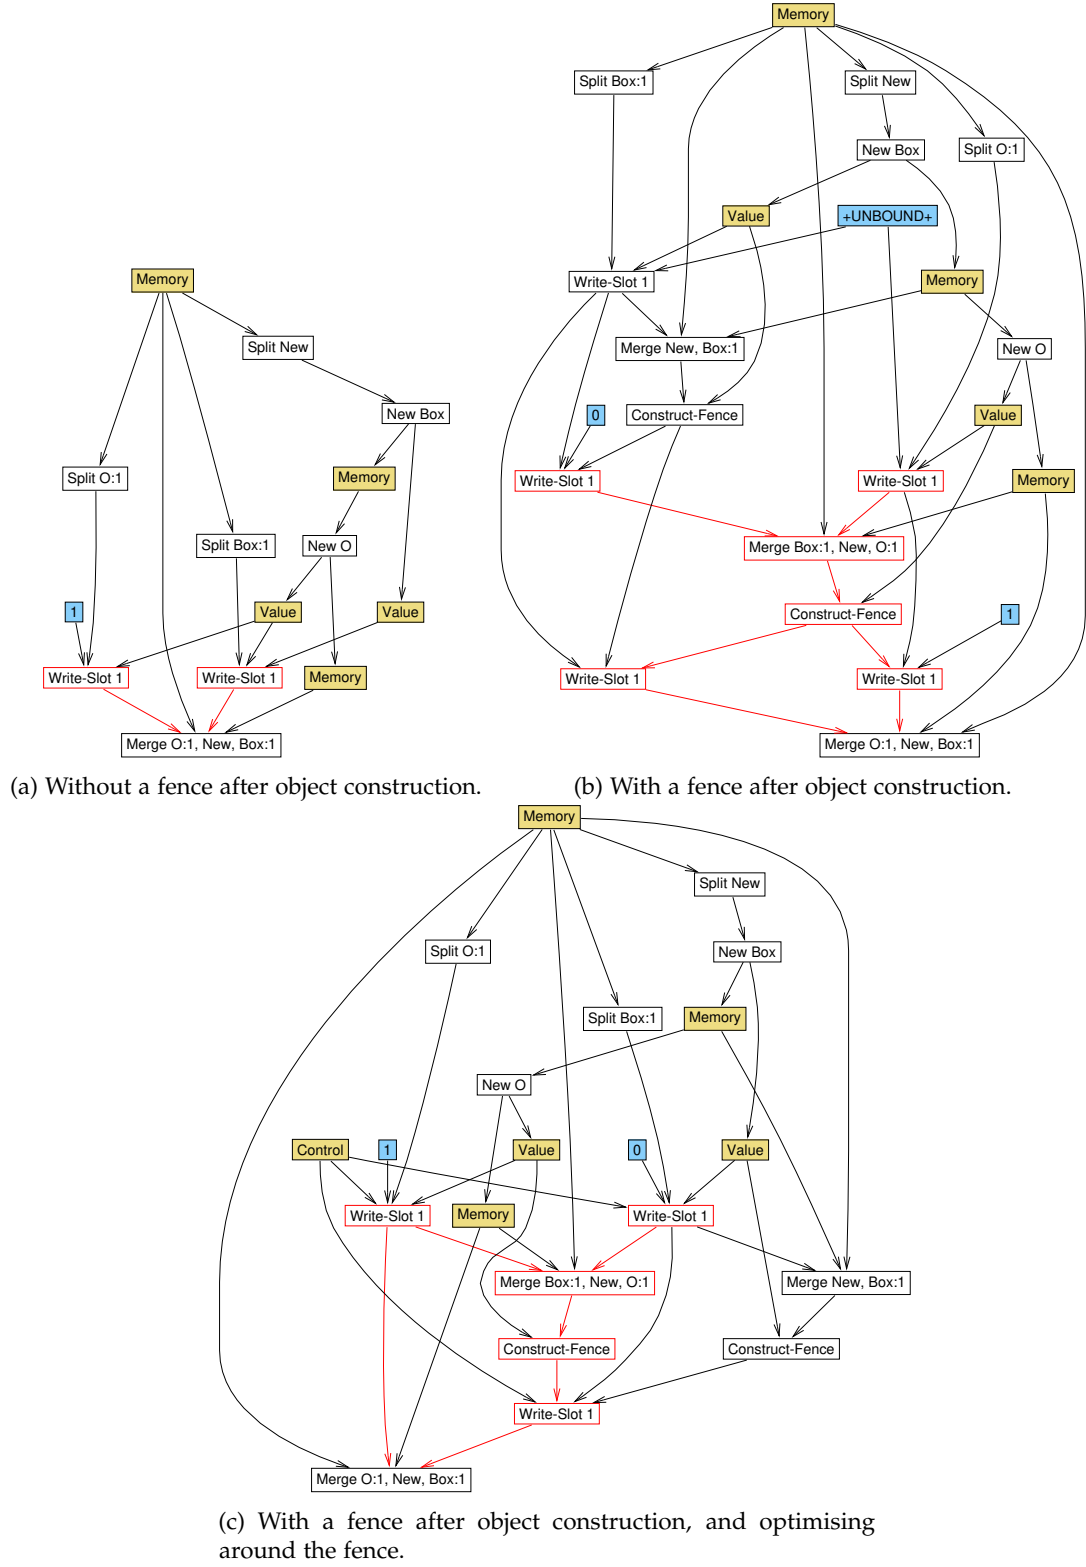 Memory
Split New
New Box
Split O:1
Memory
Split Box:1
New O
1
Value
Value
Write-Slot 1
Write-Slot 1
Memory
Merge O:1, New, Box:1
(a) Without a fence after object construction.
Memory
Split Box:1
Split New
New Box
Split O:1
Value
+UNBOUND+
Write-Slot 1
Memory
Merge New, Box:1
New O
0
Construct-Fence
Value
Write-Slot 1
Write-Slot 1
Memory
Merge Box:1, New, O:1
Construct-Fence
1
Write-Slot 1
Write-Slot 1
Merge O:1, New, Box:1
(b) With a fence after object construction.
Memory
Split New
Split O:1
New Box
Split Box:1
Memory
New O
Control
1
Value
0
Value
Write-Slot 1
Memory
Write-Slot 1
Merge Box:1, New, O:1
Merge New, Box:1
Construct-Fence
Construct-Fence
Write-Slot 1
Merge O:1, New, Box:1
(c) With a fence after object construction, and optimising
around the fence.